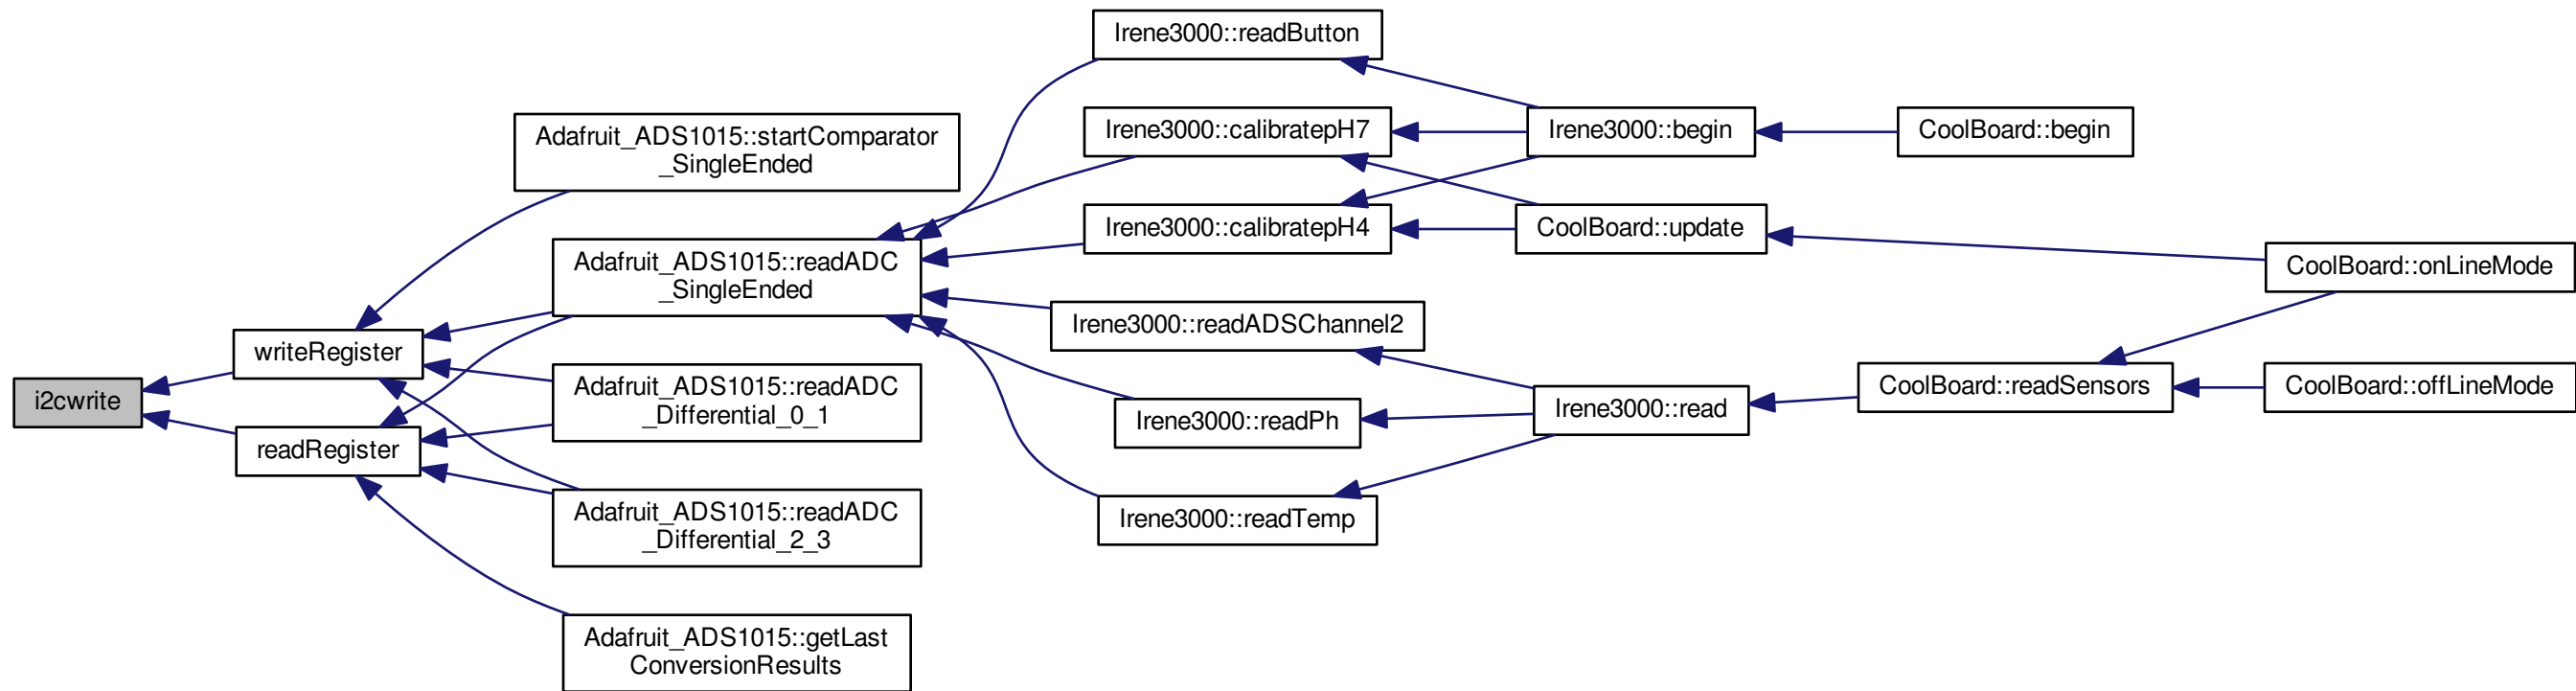 i2cwrite
writeRegister
readRegister
Adafruit_ADS1015::startComparator
_SingleEnded
Adafruit_ADS1015::readADC
_SingleEnded
Adafruit_ADS1015::readADC
_Differential_0_1
Adafruit_ADS1015::readADC
_Differential_2_3
Adafruit_ADS1015::getLast
ConversionResults
Irene3000::readButton
Irene3000::calibratepH7
Irene3000::calibratepH4
Irene3000::readADSChannel2
Irene3000::readPh
Irene3000::readTemp
Irene3000::begin
CoolBoard::update
Irene3000::read
CoolBoard::begin
CoolBoard::readSensors
CoolBoard::onLineMode
CoolBoard::offLineMode